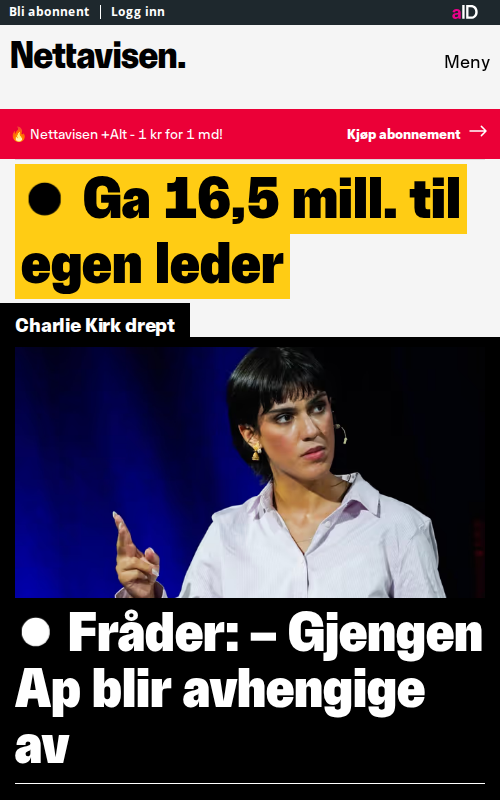 Bli abonnent | Logg inn
aID
Nettavisen.
Meny
🔥 Nettavisen +Alt - 1 kr for 1 md!
Kjøp abonnement →
● Ga 16,5 mill. til
egen leder
Charlie Kirk drept
● Fråder: – Gjengen
Ap blir avhengige
av